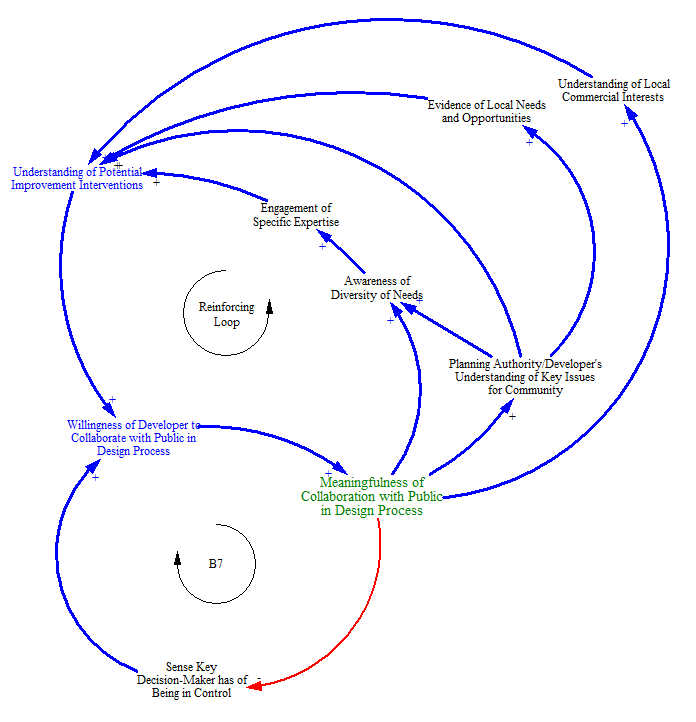 Understanding of Local
Commercial Interests
+
Evidence of Local Needs
and Opportunities
+
Understanding of Potential
Improvement Interventions
+
+
+
Engagement of
Specific Expertise
+
Awareness of
Diversity of Needs
+
+
Reinforcing
Loop
Planning Authority/Developer's
Understanding of Key Issues
for Community
+
+
Willingness of Developer to
Collaborate with Public in
Design Process
+
+
Meaningfulness of
Collaboration with Public
in Design Process
B7
Sense Key
Decision-Maker has of
Being in Control
-